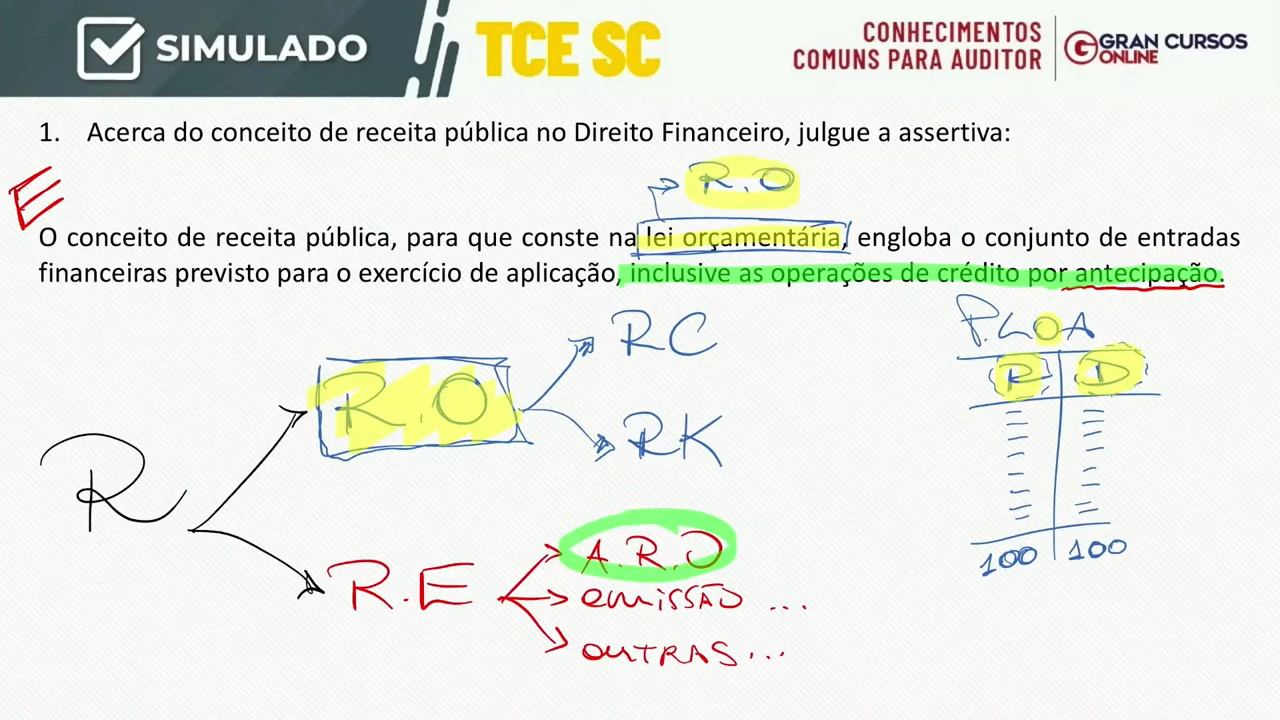 SIMULADO
TCE SC
CONHECIMENTOS
COMUNS PARA AUDITOR
GRAN CURSOS
ONLINE
1. Acerca do conceito de receita pública no Direito Financeiro, julgue a assertiva:
R.O
E
O conceito de receita pública, para que conste na lei orçamentária, engloba o conjunto de entradas
financeiras previsto para o exercício de aplicação, inclusive as operações de crédito por antecipação.
RC
P.LOA
R D
R.O
RK
R
A.R.O
100 100
R.E
emissão ...
outras...